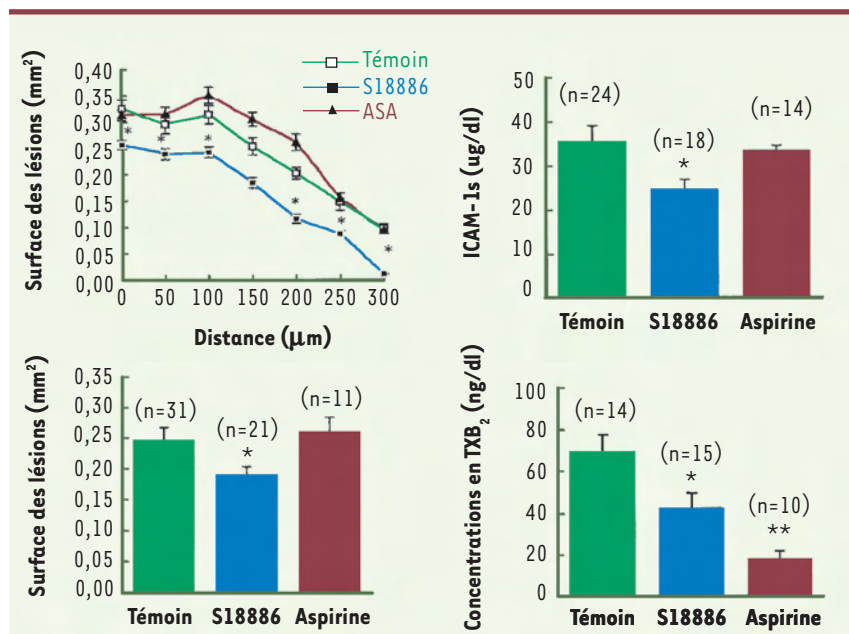 Témoin
S18886
ASA
Surface des lésions (mm²)
0,40
0,35
0,30
0,25
0,20
0,15
0,10
0,05
0,00
* * * * * *
0 50 100 150 200 250 300
Distance (μm)
ICAM-1s (ug/dl)
50
40
30
20
10
0
(n=24) (n=18) (n=14)
*
Témoin S18886 Aspirine
Surface des lésions (mm²)
0,35
0,30
0,25
0,20
0,15
0,10
0,05
0,00
(n=31) (n=21) (n=11)
*
Témoin S18886 Aspirine
Concentrations en TXB₂ (ng/dl)
100
80
60
40
20
0
(n=14) (n=15) (n=10)
* **
Témoin S18886 Aspirine